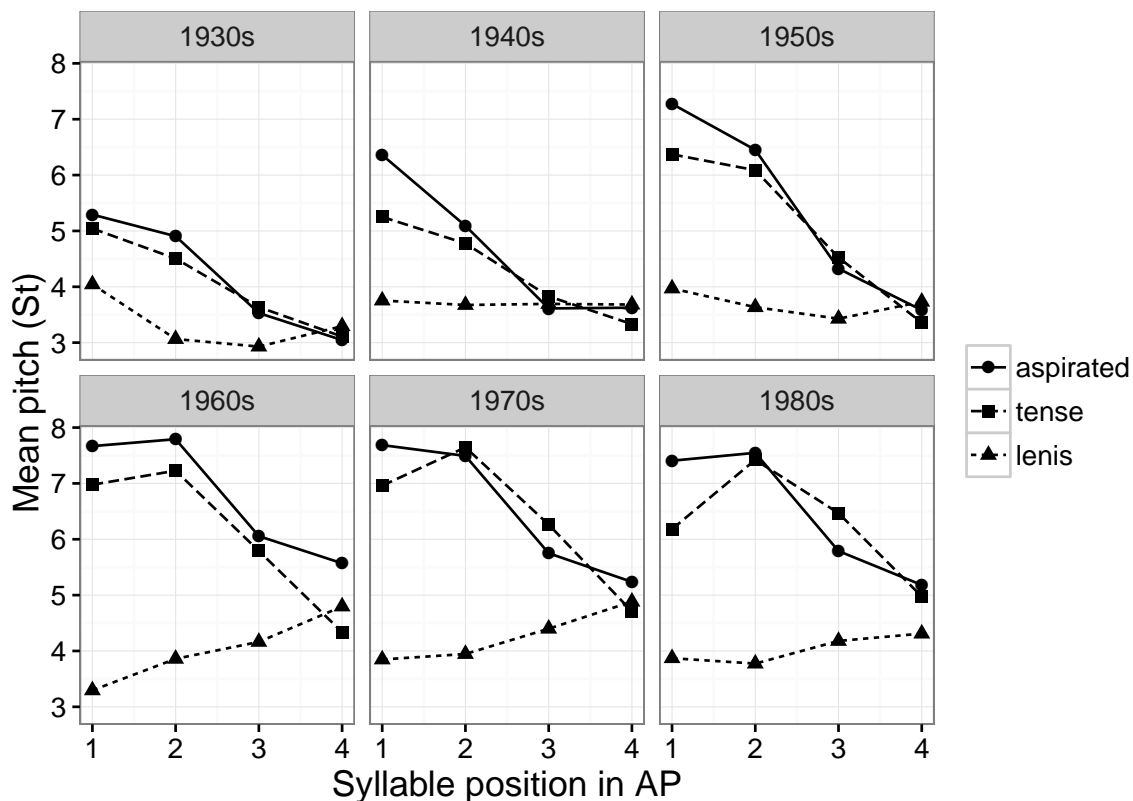 1930s 1940s 1950s
8
7
6
5
4
3
1960s 1970s 1980s
8
7
6
5
4
3
1 2 3 4 1 2 3 4 1 2 3 4
Syllable position in AP
Mean pitch (St)
aspirated
tense
lenis